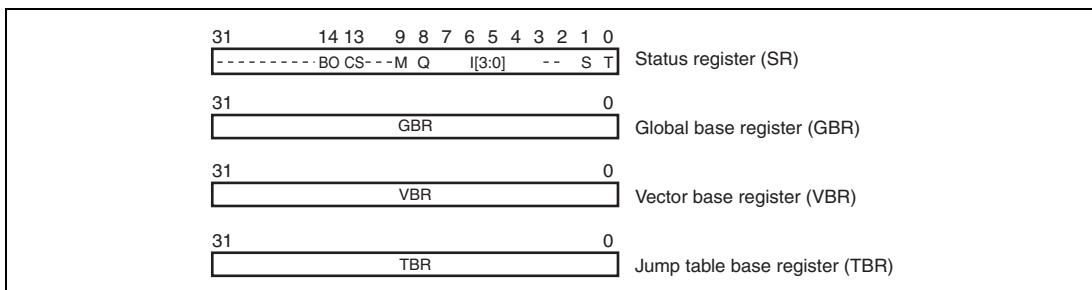 31 14 13 9 8 7 6 5 4 3 2 1 0
---------- BO CS---M Q I[3:0] -- S T Status register (SR)
31 0
GBR Global base register (GBR)
31 0
VBR Vector base register (VBR)
31 0
TBR Jump table base register (TBR)